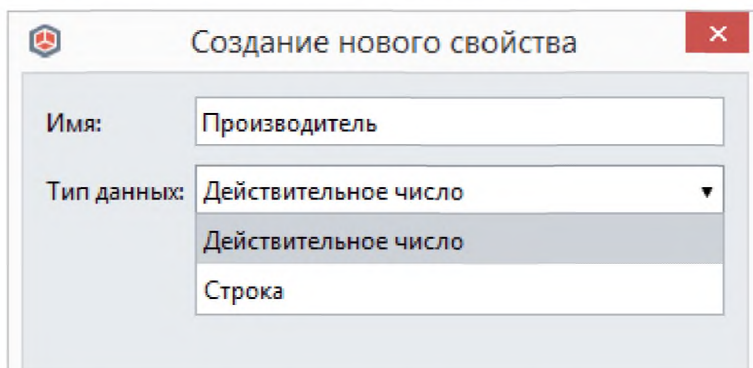 Создание нового свойства
Имя: Производитель
Тип данных: Действительное число
Действительное число
Строка